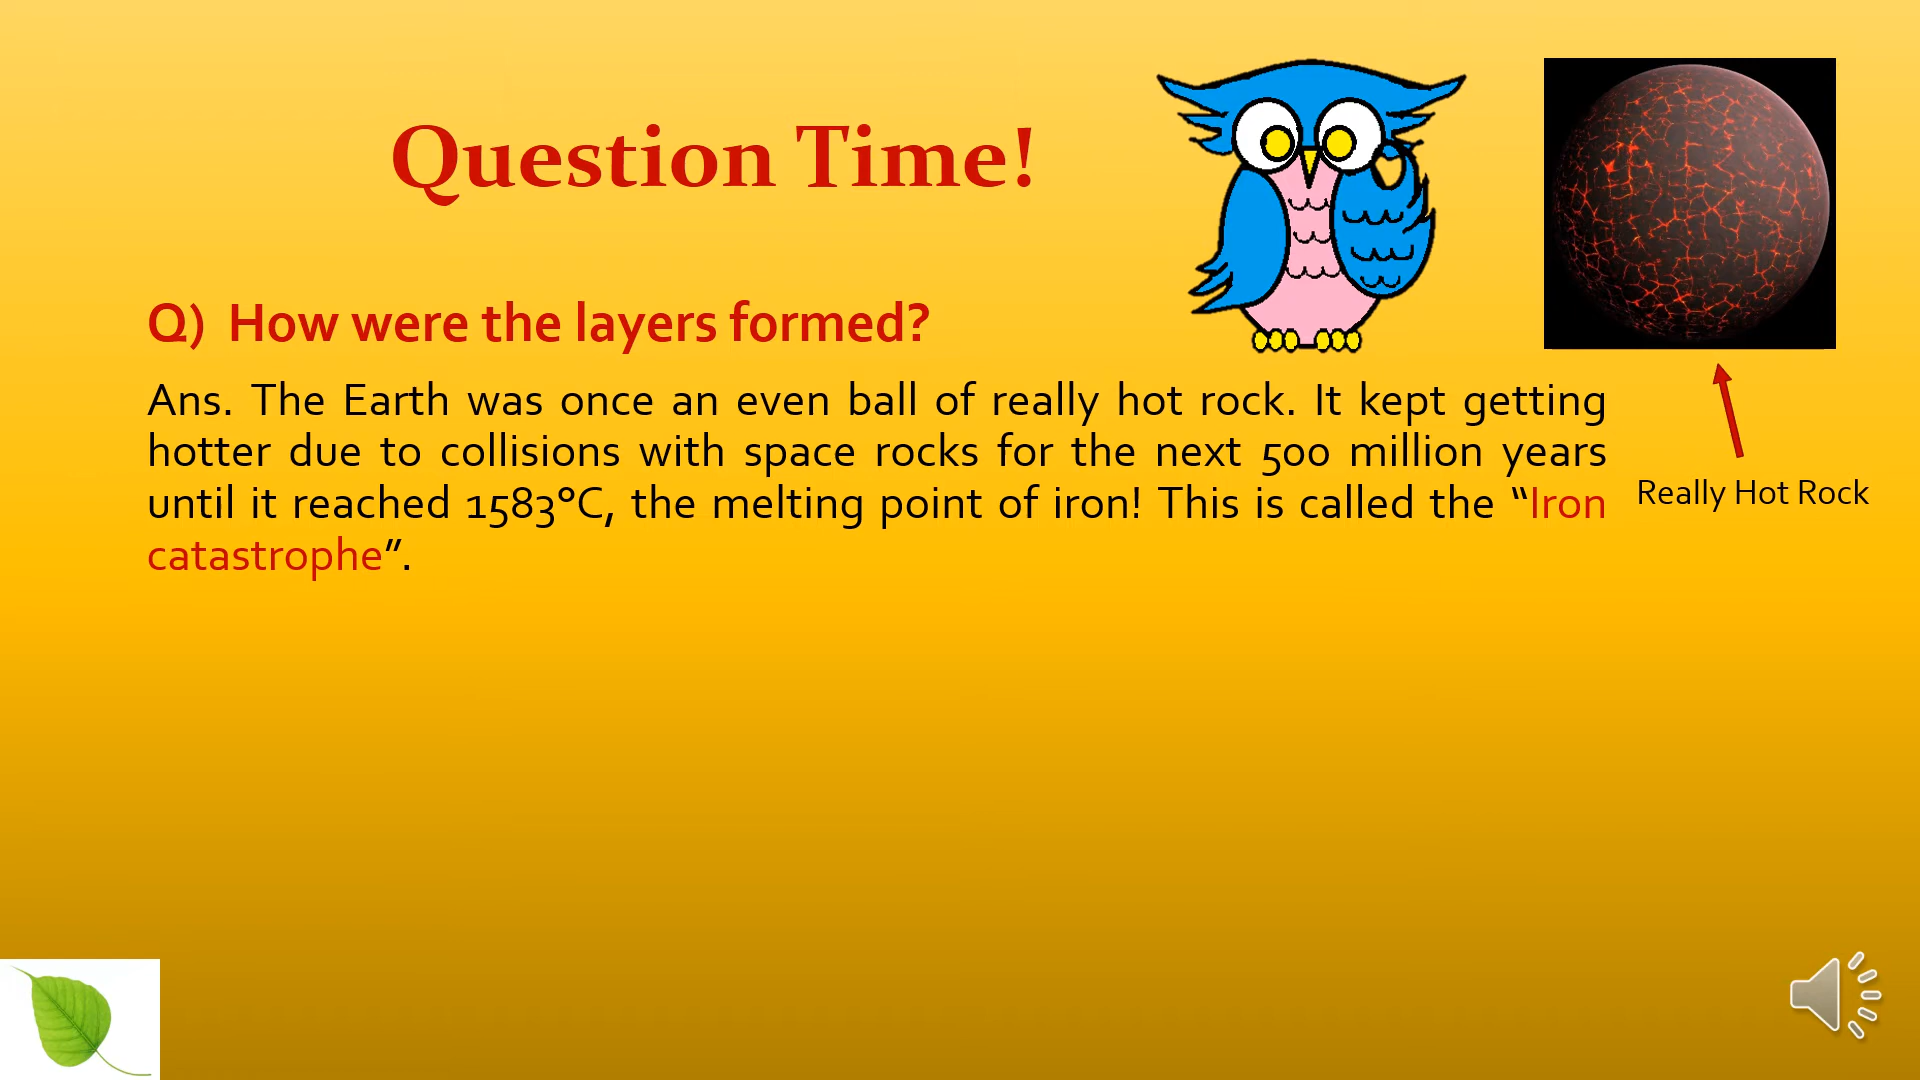 Question Time!
Q) How were the layers formed?
Ans. The Earth was once an even ball of really hot rock. It kept getting
hotter due to collisions with space rocks for the next 500 million years
until it reached 1583°C, the melting point of iron! This is called the “Iron
catastrophe”.
Really Hot Rock